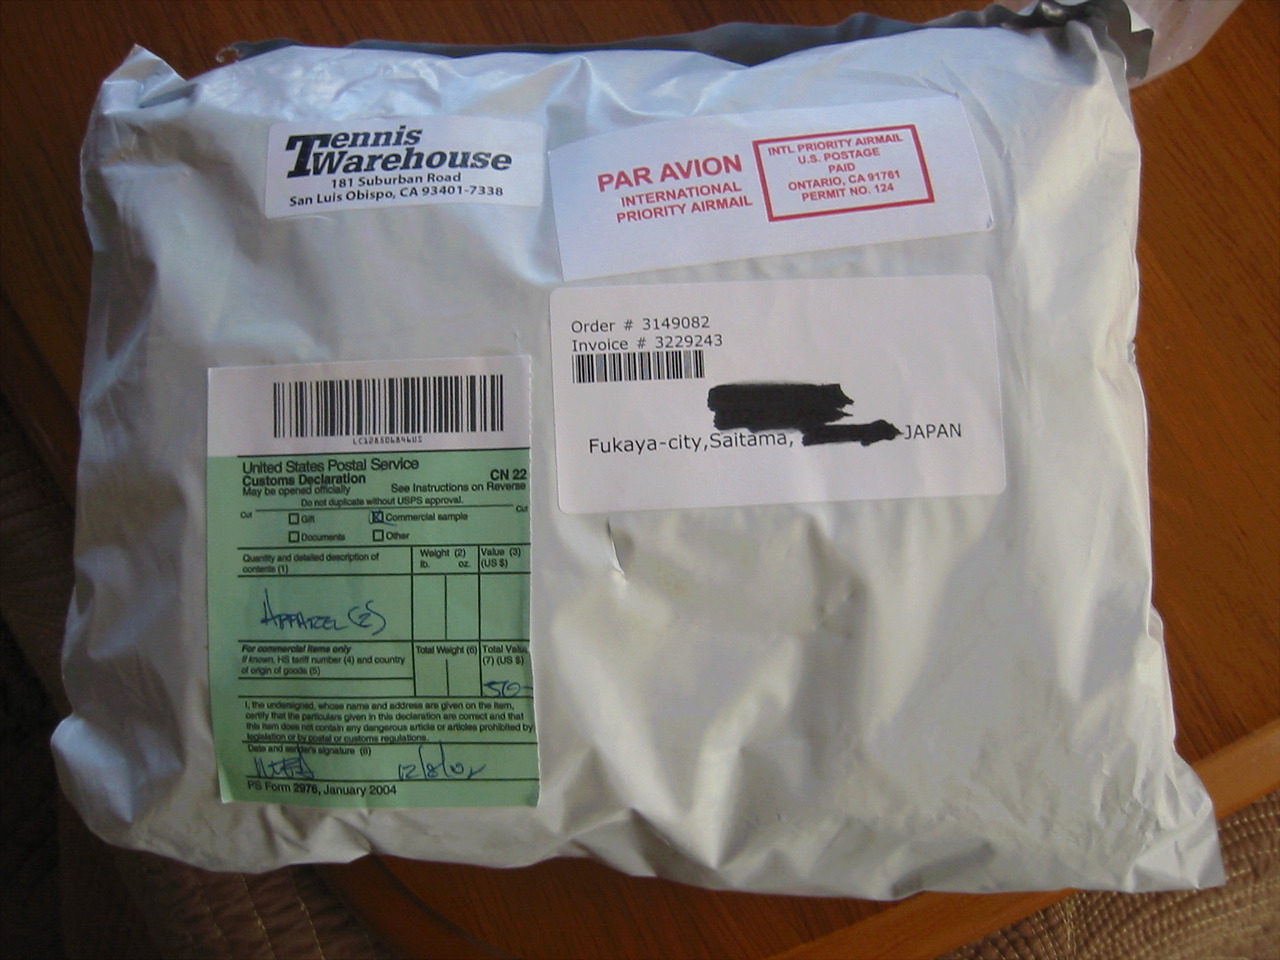 Tennis
Warehouse
181 Suburban Road
San Luis Obispo, CA 93401-7338
PAR AVION
INTERNATIONAL
PRIORITY AIRMAIL
INTL PRIORITY AIRMAIL
U.S. POSTAGE
PAID
ONTARIO, CA 91761
PERMIT NO. 124
Order # 3149082
Invoice # 3229243
Fukaya-city,Saitama, JAPAN
United States Postal Service
Customs Declaration CN 22
May be opened officially See Instructions on Reverse
Do not duplicate without USPS approval.
Cut Cut
Gift Commercial sample
Documents Other
Quantity and detailed description of contents (1) Weight (2) lb. oz. Value (3) (US $)
APPAREL (2)
For commercial items only
If known, HS tariff number (4) and country
of origin of goods (5)
Total Weight (6) Total Value
(7) (US $)
50-
I, the undersigned, whose name and address are given on the item,
certify that the particulars given in this declaration are correct and that
this item does not contain any dangerous article or articles prohibited by
legislation or by postal or customs regulations.
Date and sender's signature (8)
PS Form 2976, January 2004